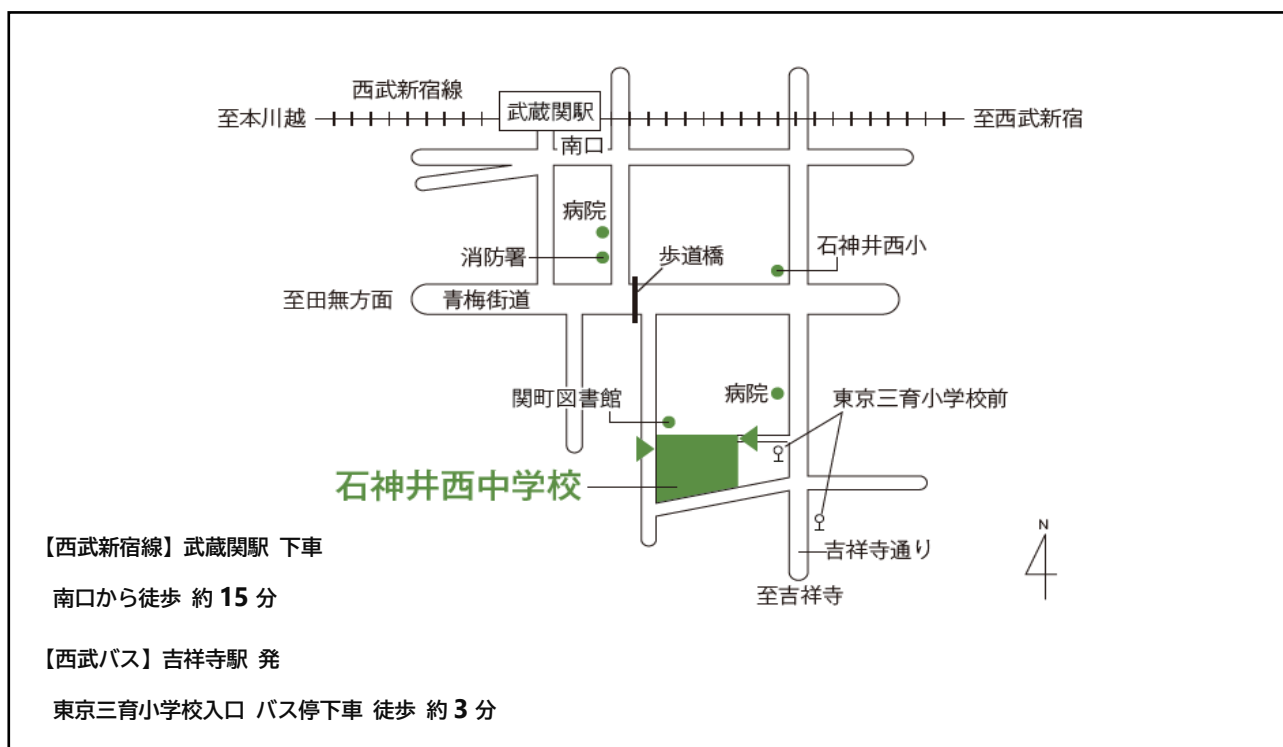 西武新宿線
至本川越
武蔵関駅
至西武新宿
南口
病院
消防署
歩道橋
石神井西小
至田無方面
青梅街道
関町図書館
病院
東京三育小学校前
石神井西中学校
吉祥寺通り
至吉祥寺
N
【西武新宿線】武蔵関駅 下車
南口から徒歩 約 15 分
【西武バス】吉祥寺駅 発
東京三育小学校入口 バス停下車 徒歩 約 3 分